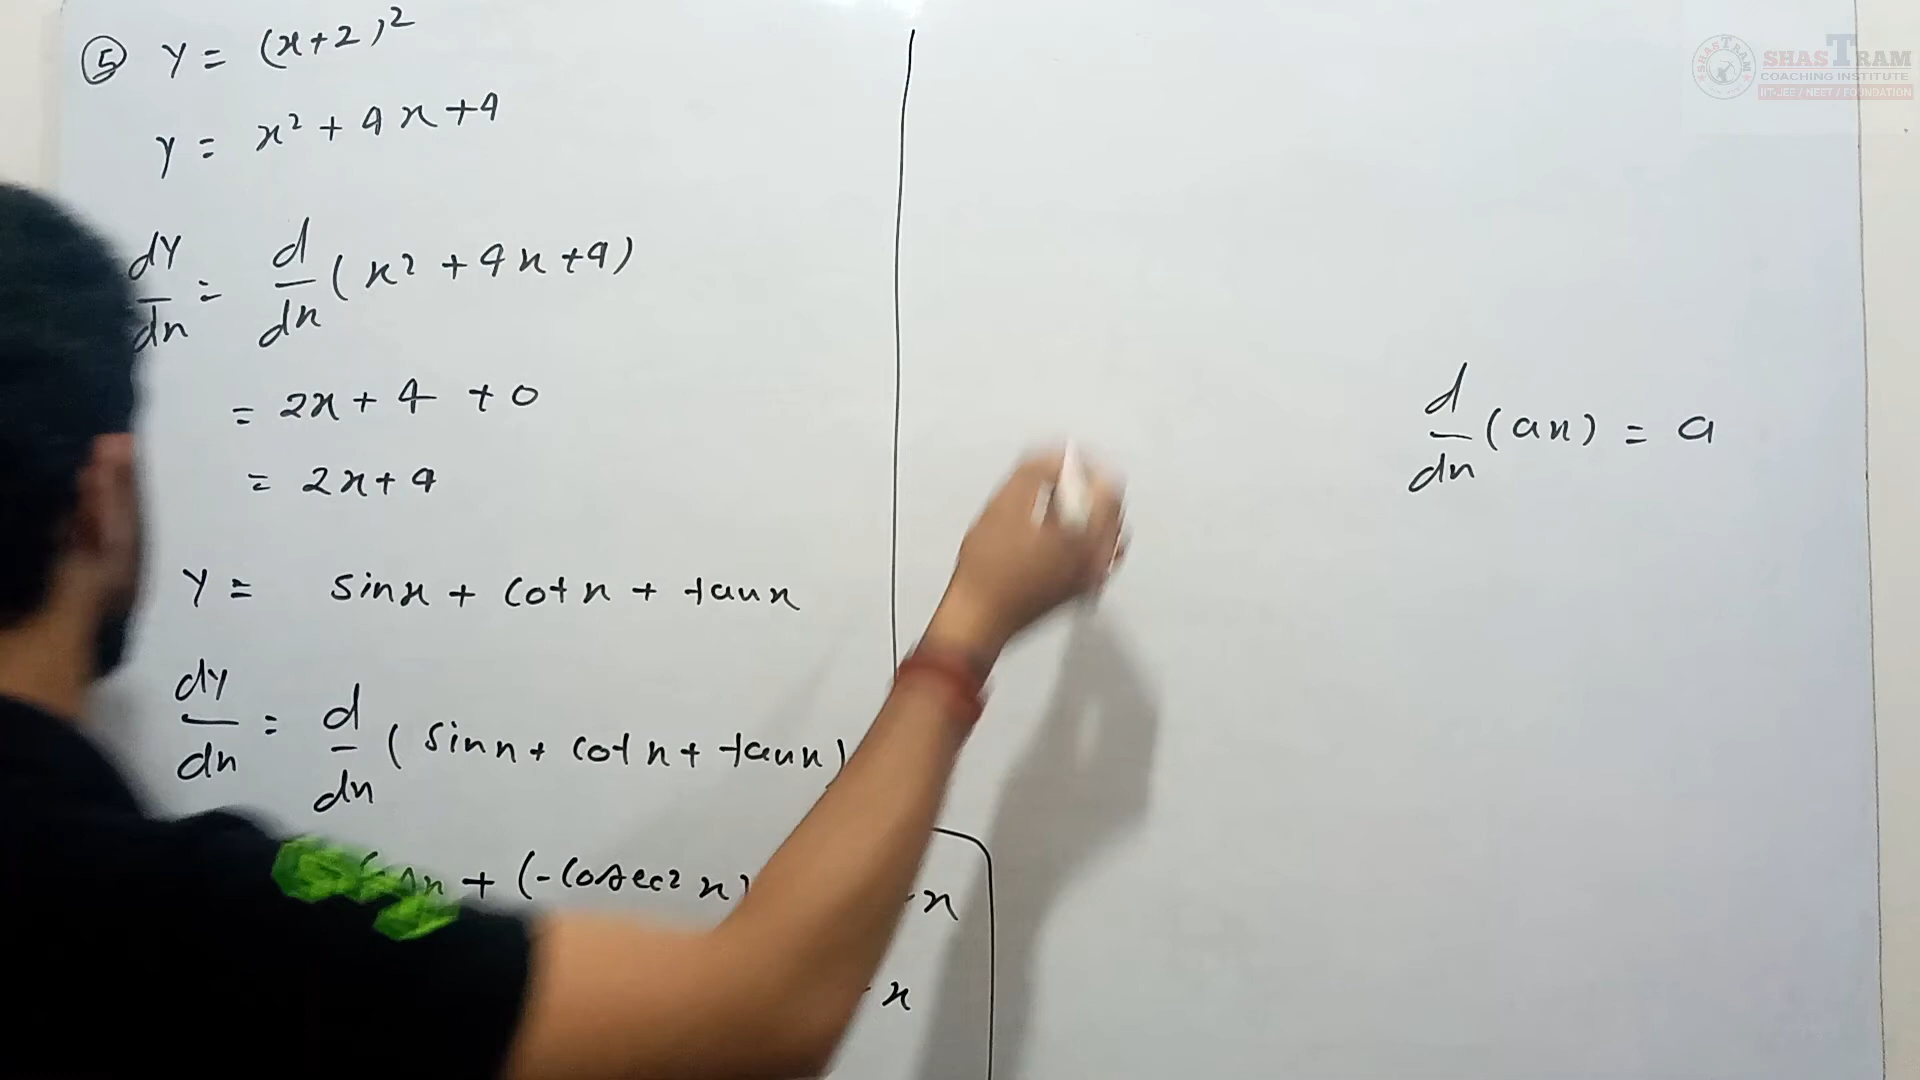 ⑤ y = (x+2)²
y = x² + 4x + 4
dy/dx = d/dx (x² + 4x + 4)
= 2x + 4 + 0
= 2x + 4
y = sinx + cotx + tanx
dy/dx = d/dx (sinx + cotx + tanx)
+ (-cosec²x) x
x
d/dx (ax) = a
SHASTRAM
COACHING INSTITUTE
IIT-JEE / NEET / FOUNDATION